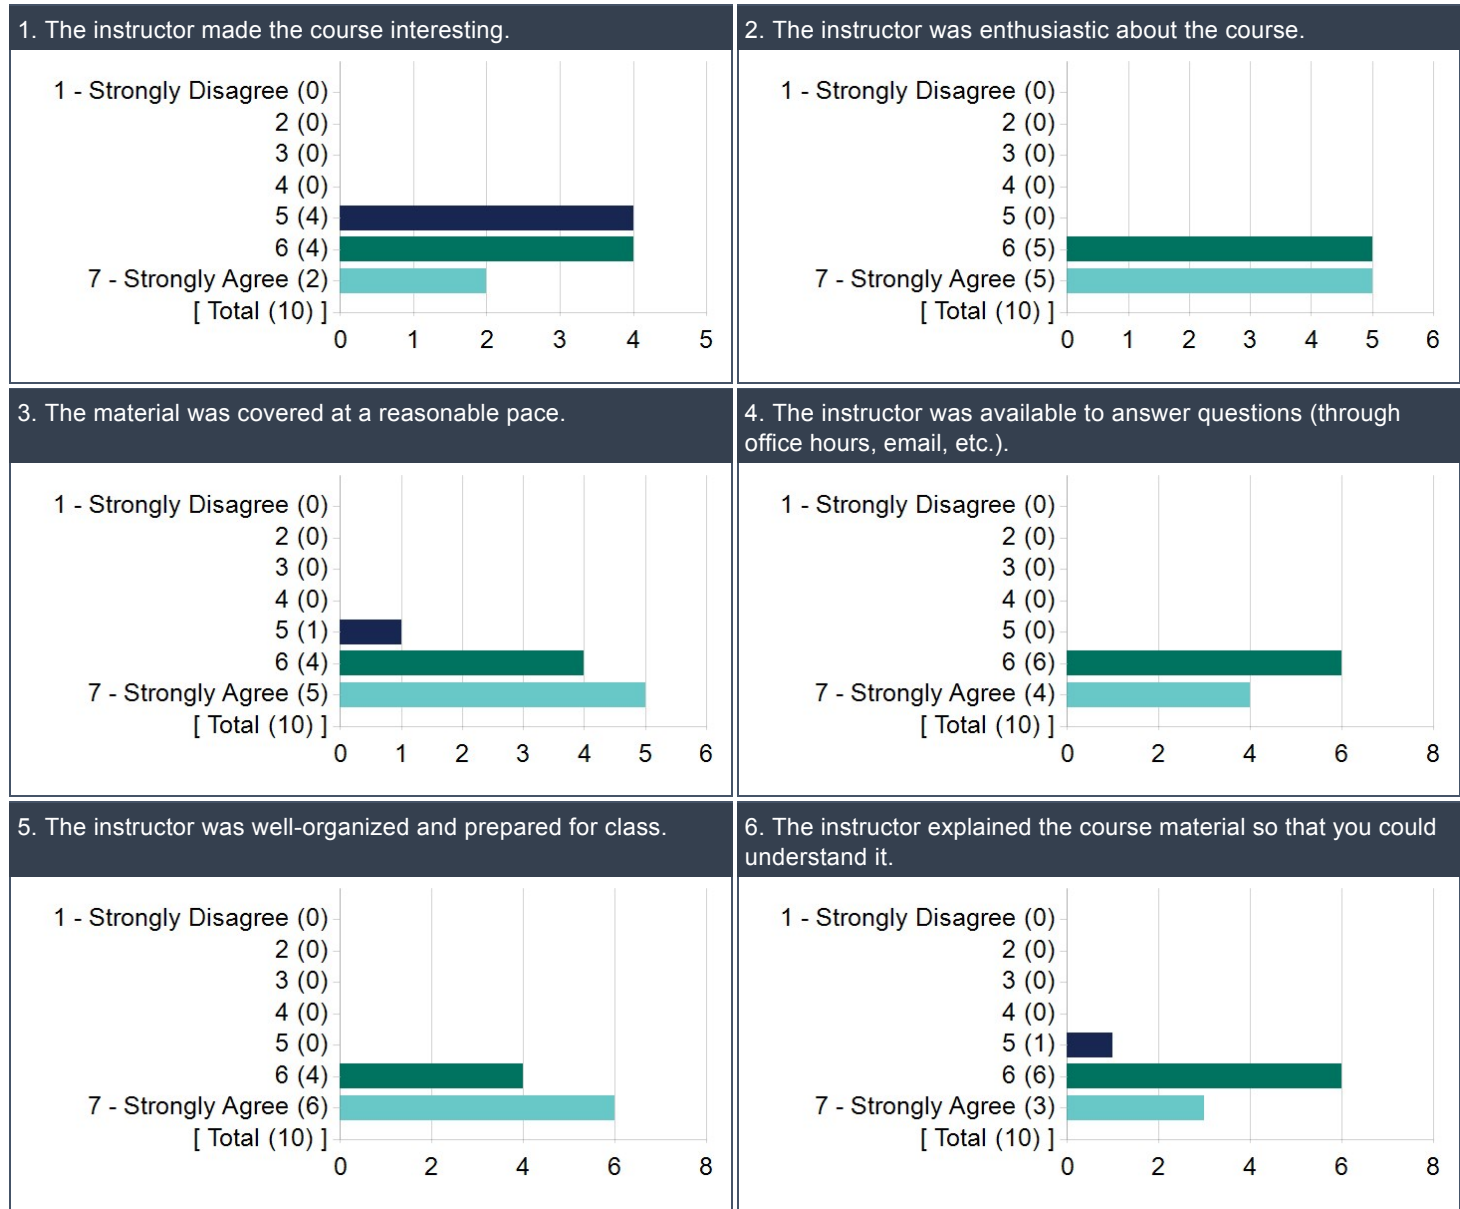 1. The instructor made the course interesting.
1 - Strongly Disagree (0)
2 (0)
3 (0)
4 (0)
5 (4)
6 (4)
7 - Strongly Agree (2)
[ Total (10) ]
0 1 2 3 4 5
2. The instructor was enthusiastic about the course.
1 - Strongly Disagree (0)
2 (0)
3 (0)
4 (0)
5 (0)
6 (5)
7 - Strongly Agree (5)
[ Total (10) ]
0 1 2 3 4 5 6
3. The material was covered at a reasonable pace.
1 - Strongly Disagree (0)
2 (0)
3 (0)
4 (0)
5 (1)
6 (4)
7 - Strongly Agree (5)
[ Total (10) ]
0 1 2 3 4 5 6
4. The instructor was available to answer questions (through
office hours, email, etc.).
1 - Strongly Disagree (0)
2 (0)
3 (0)
4 (0)
5 (0)
6 (6)
7 - Strongly Agree (4)
[ Total (10) ]
0 2 4 6 8
5. The instructor was well-organized and prepared for class.
1 - Strongly Disagree (0)
2 (0)
3 (0)
4 (0)
5 (0)
6 (4)
7 - Strongly Agree (6)
[ Total (10) ]
0 2 4 6 8
6. The instructor explained the course material so that you could
understand it.
1 - Strongly Disagree (0)
2 (0)
3 (0)
4 (0)
5 (1)
6 (6)
7 - Strongly Agree (3)
[ Total (10) ]
0 2 4 6 8